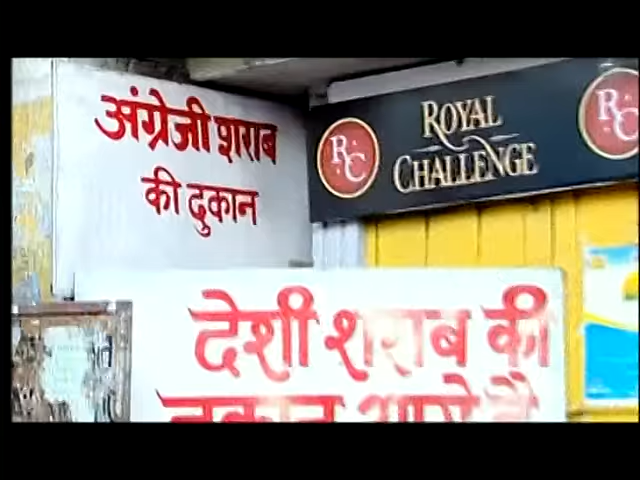 अंग्रेजी शराब
की दुकान
RC
ROYAL
CHALLENGE
RC
देशी शराब की